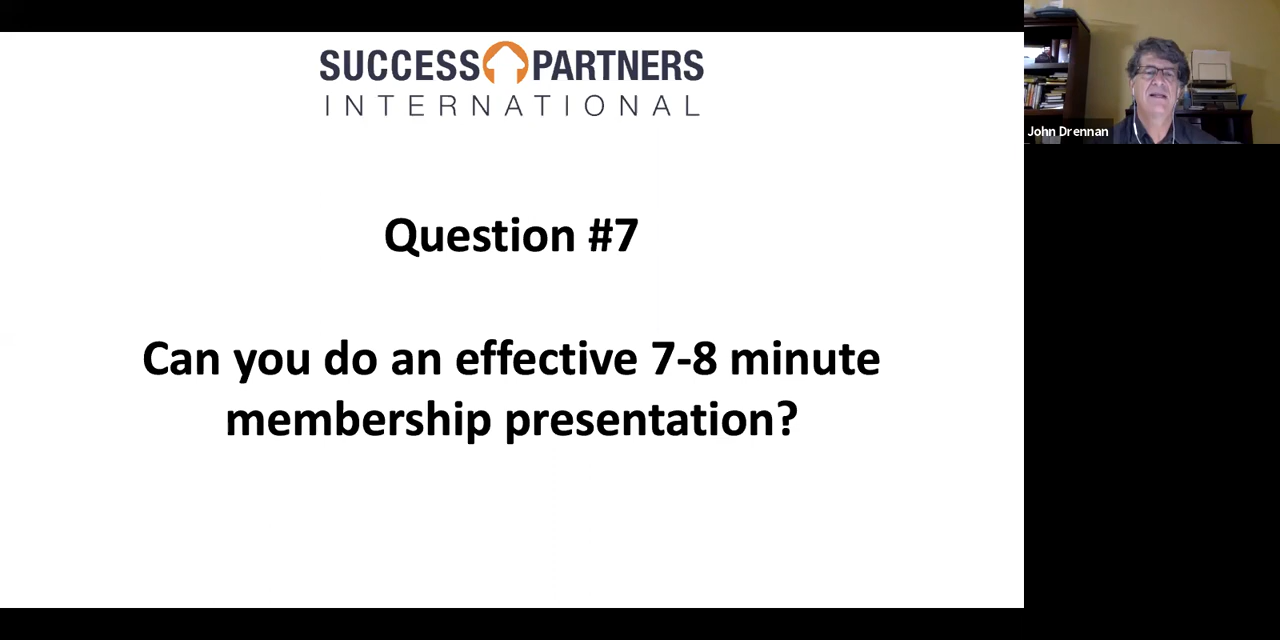 SUCCESS PARTNERS
INTERNATIONAL
John Drennan
Question #7
Can you do an effective 7-8 minute
membership presentation?